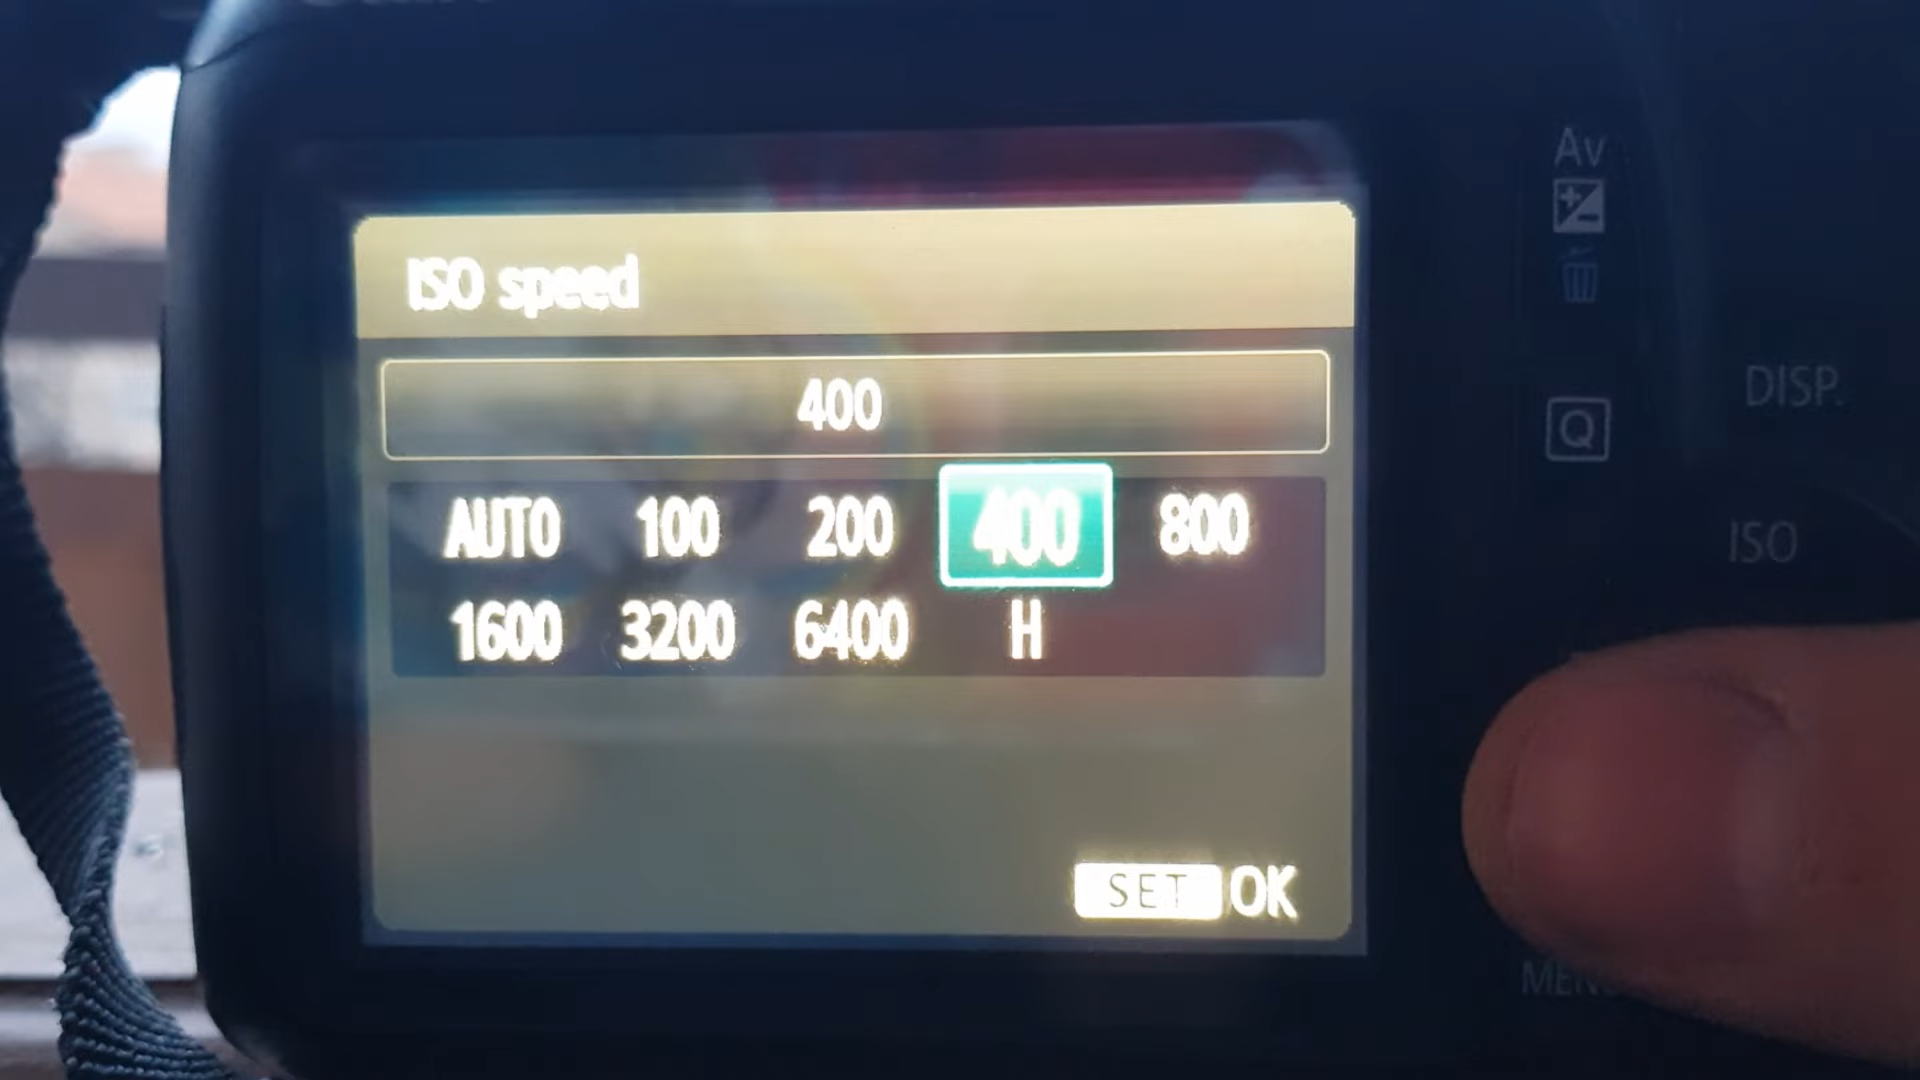 ISO speed
400
AUTO 100 200 400 800
1600 3200 6400 H
SET OK
Av
Q
DISP.
ISO